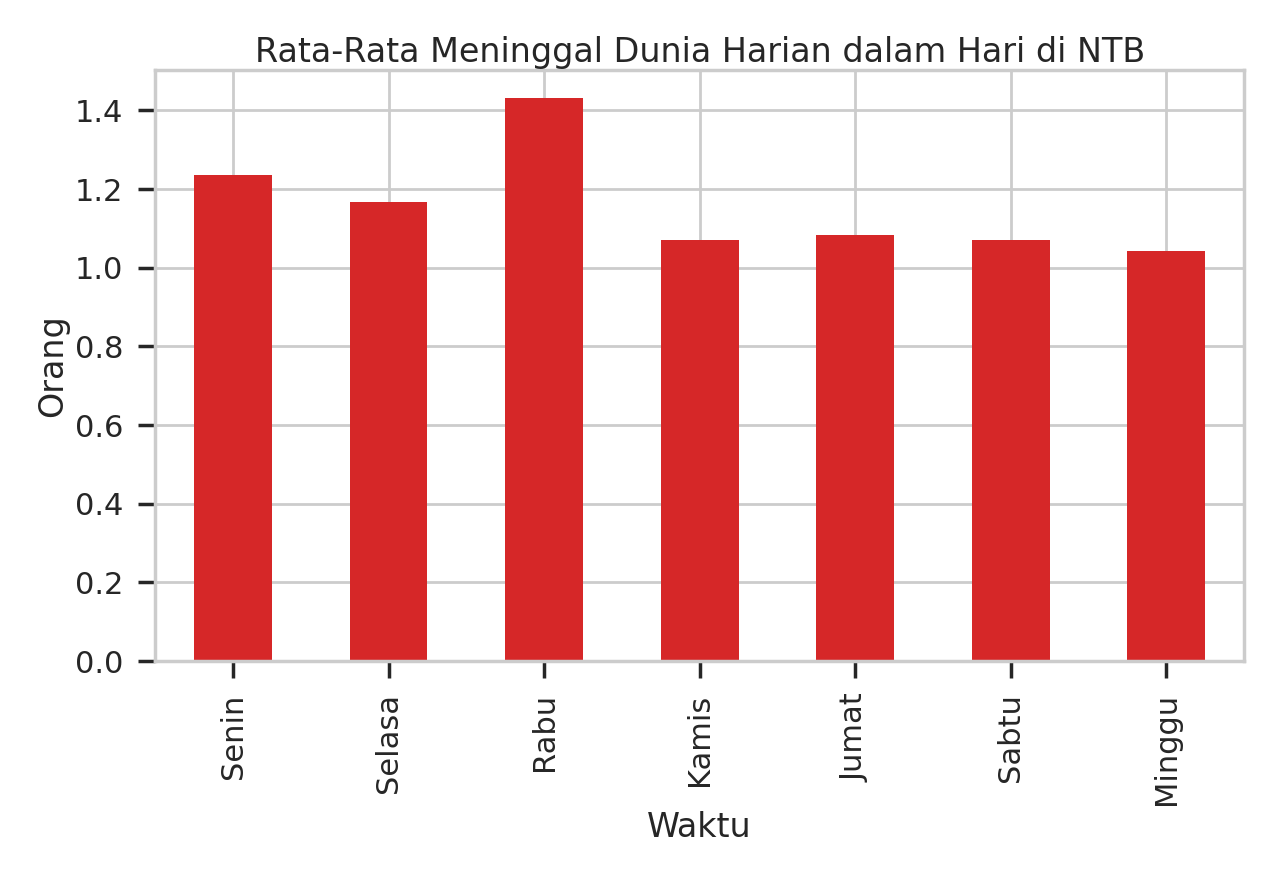 Rata-Rata Meninggal Dunia Harian dalam Hari di NTB
1.4
1.2
1.0
0.8
0.6
0.4
0.2
0.0
Orang
Senin
Selasa
Rabu
Kamis
Jumat
Sabtu
Minggu
Waktu